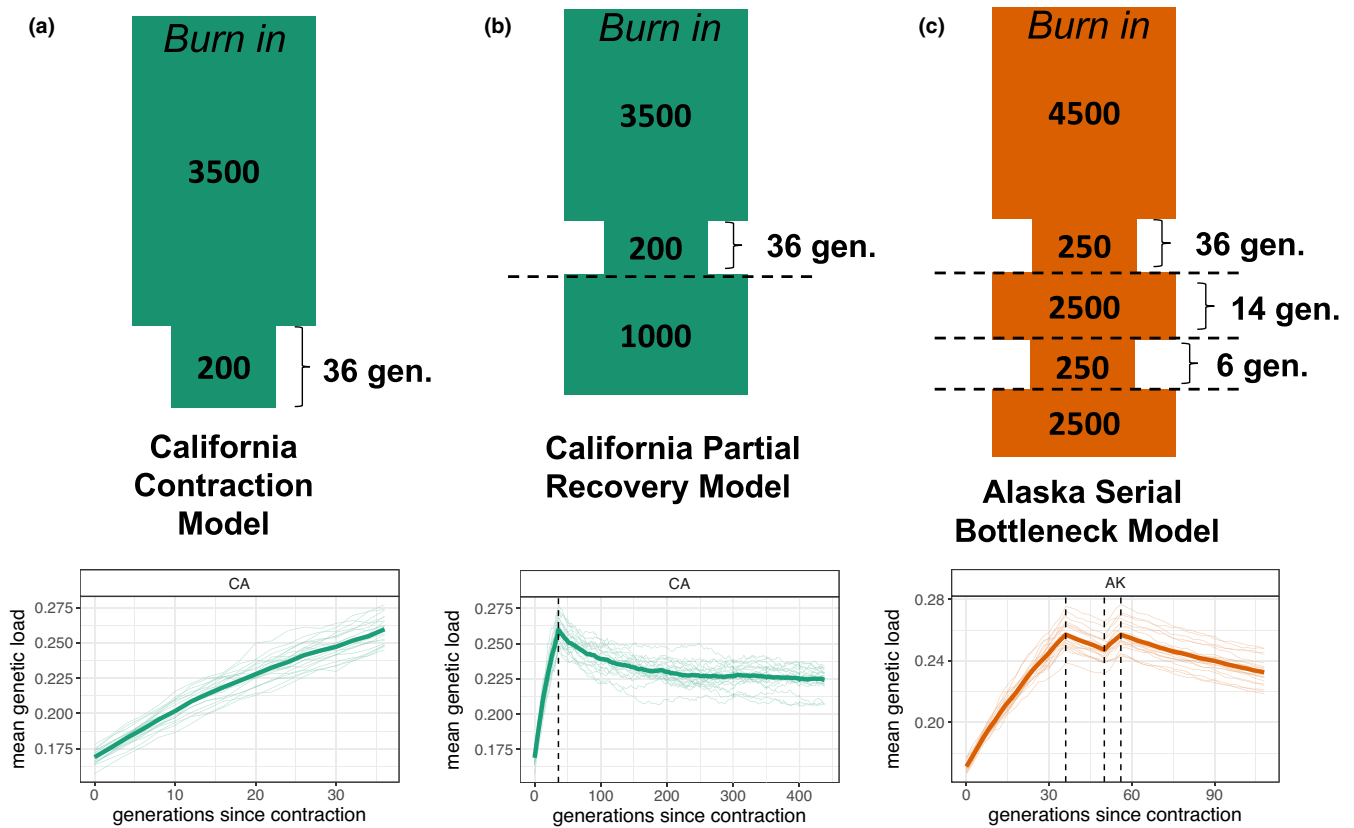 (a)
Burn in
3500
200
36 gen.
California
Contraction
Model
CA
mean genetic load
0.275
0.250
0.225
0.200
0.175
0
10
20
30
generations since contraction
(b)
Burn in
3500
200
36 gen.
1000
California Partial
Recovery Model
CA
mean genetic load
0.275
0.250
0.225
0.200
0.175
0
100
200
300
400
generations since contraction
(c)
Burn in
4500
250
36 gen.
2500
14 gen.
250
6 gen.
2500
Alaska Serial
Bottleneck Model
AK
mean genetic load
0.28
0.24
0.20
0
30
60
90
generations since contraction